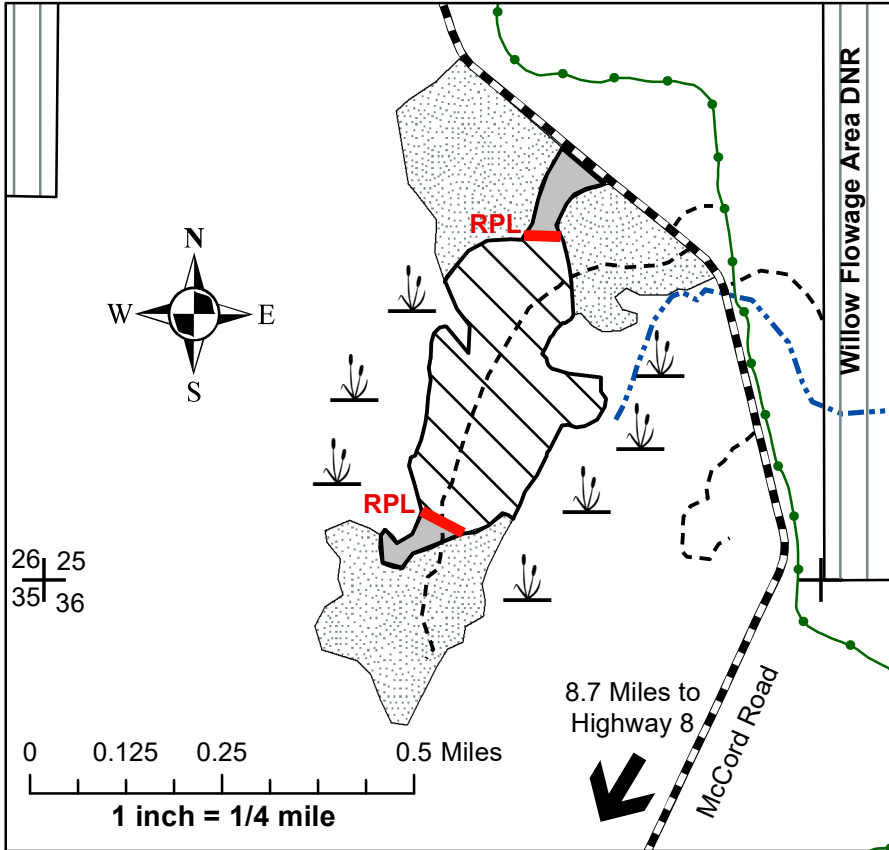 Willow Flowage Area DNR
RPL
N
W E
S
RPL
26 25
35 36
8.7 Miles to
Highway 8
McCord Road
0 0.125 0.25 0.5 Miles
1 inch = 1/4 mile